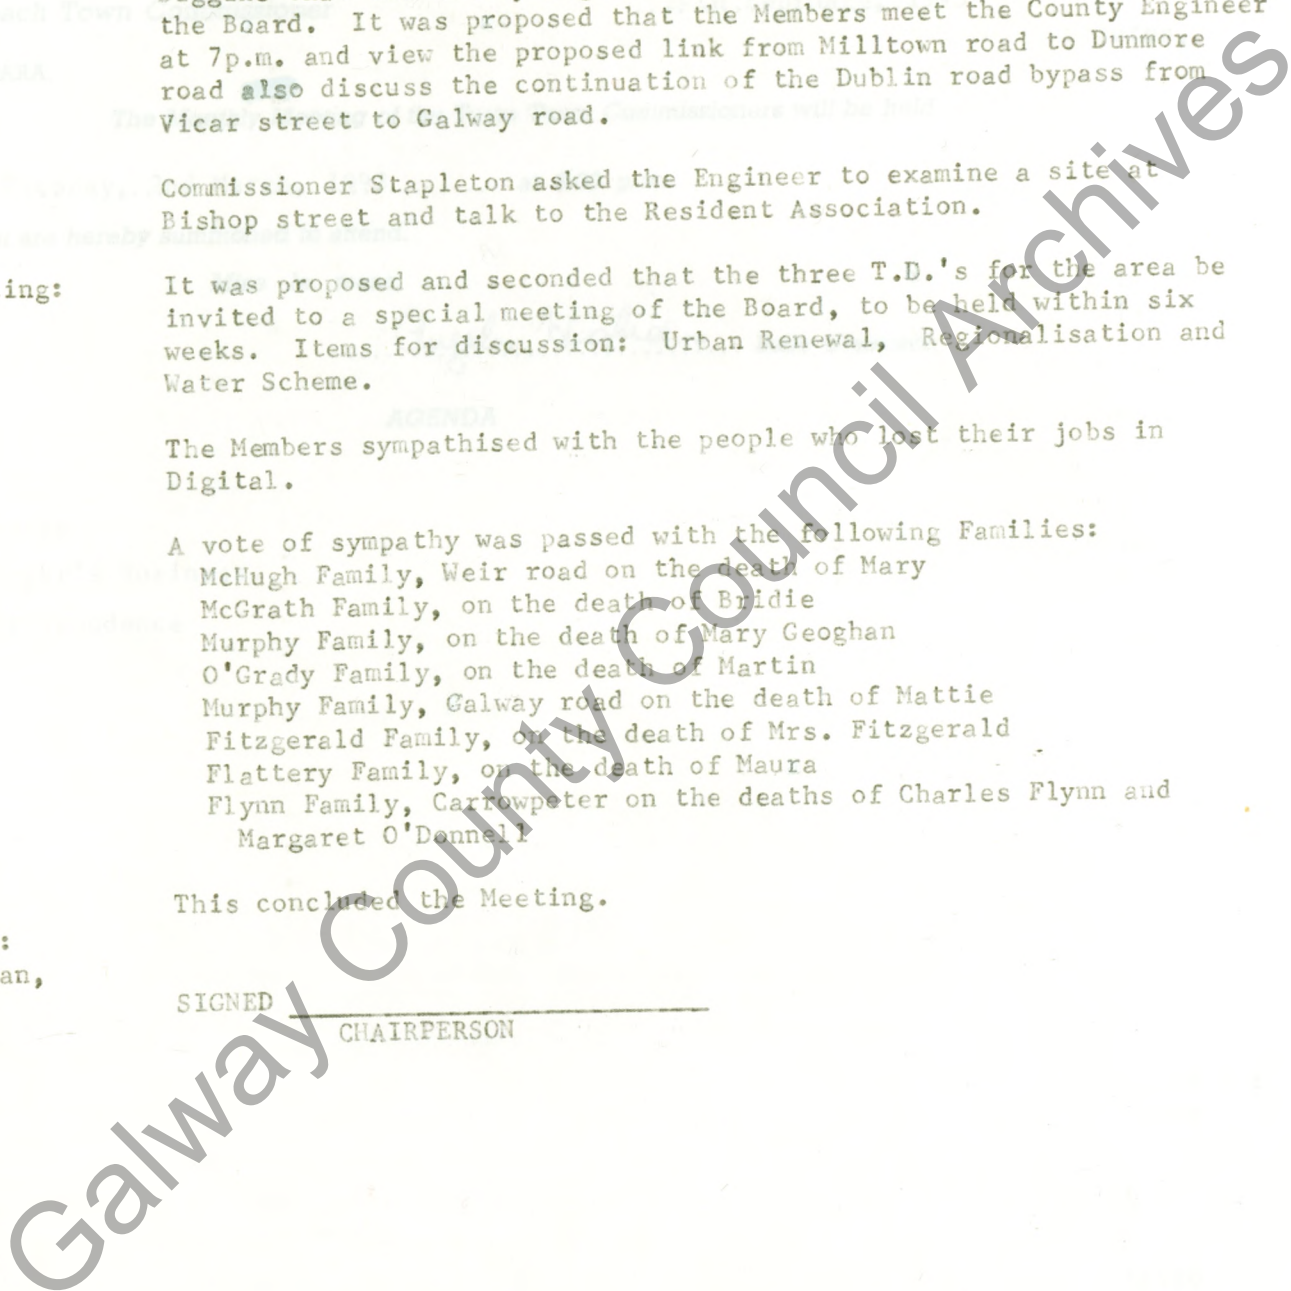 the Board. It was proposed that the Members meet the County Engineer
at 7p.m. and view the proposed link from Milltown road to Dunmore
road also discuss the continuation of the Dublin road bypass from
Vicar street to Galway road.
Commissioner Stapleton asked the Engineer to examine a site at
Bishop street and talk to the Resident Association.
ing: It was proposed and seconded that the three T.D.'s for the area be
invited to a special meeting of the Board, to be held within six
weeks. Items for discussion: Urban Renewal, Regionalisation and
Water Scheme.
AGENDA
The Members sympathised with the people who lost their jobs in
Digital.
A vote of sympathy was passed with the following Families:
McHugh Family, Weir road on the death of Mary
McGrath Family, on the death of Bridie
Murphy Family, on the death of Mary Geoghan
O'Grady Family, on the death of Martin
Murphy Family, Galway road on the death of Mattie
Fitzgerald Family, on the death of Mrs. Fitzgerald
Flattery Family, on the death of Maura
Flynn Family, Carrowpeter on the deaths of Charles Flynn and
Margaret O'Donnell
This concluded the Meeting.
:
an,
SIGNED
CHAIRPERSON
Galway County Council Archives